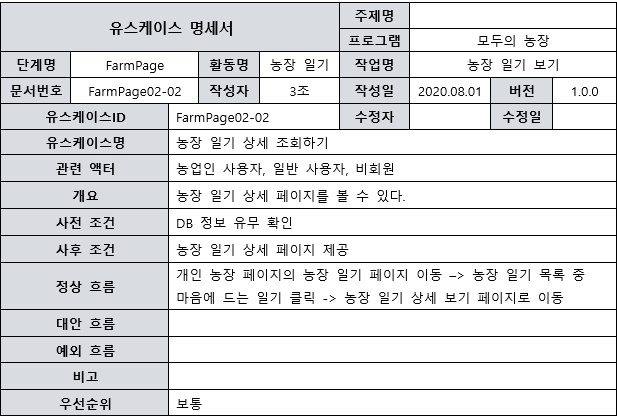 유스케이스 명세서 주제명
프로그램 모두의 농장
단계명 FarmPage 활동명 농장 일기 작업명 농장 일기 보기
문서번호 FarmPage02-02 작성자 3조 작성일 2020.08.01 버전 1.0.0
유스케이스ID FarmPage02-02 수정자 수정일
유스케이스명 농장 일기 상세 조회하기
관련 액터 농업인 사용자, 일반 사용자, 비회원
개요 농장 일기 상세 페이지를 볼 수 있다.
사전 조건 DB 정보 유무 확인
사후 조건 농장 일기 상세 페이지 제공
정상 흐름 개인 농장 페이지의 농장 일기 페이지 이동 –> 농장 일기 목록 중
마음에 드는 일기 클릭 -> 농장 일기 상세 보기 페이지로 이동
대안 흐름
예외 흐름
비고
우선순위 보통